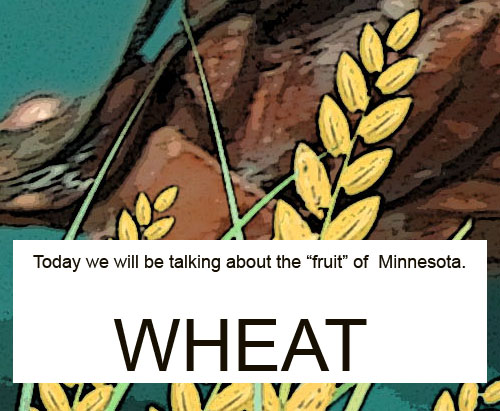 Today we will be talking about the “fruit” of  Minnesota.
WHEAT